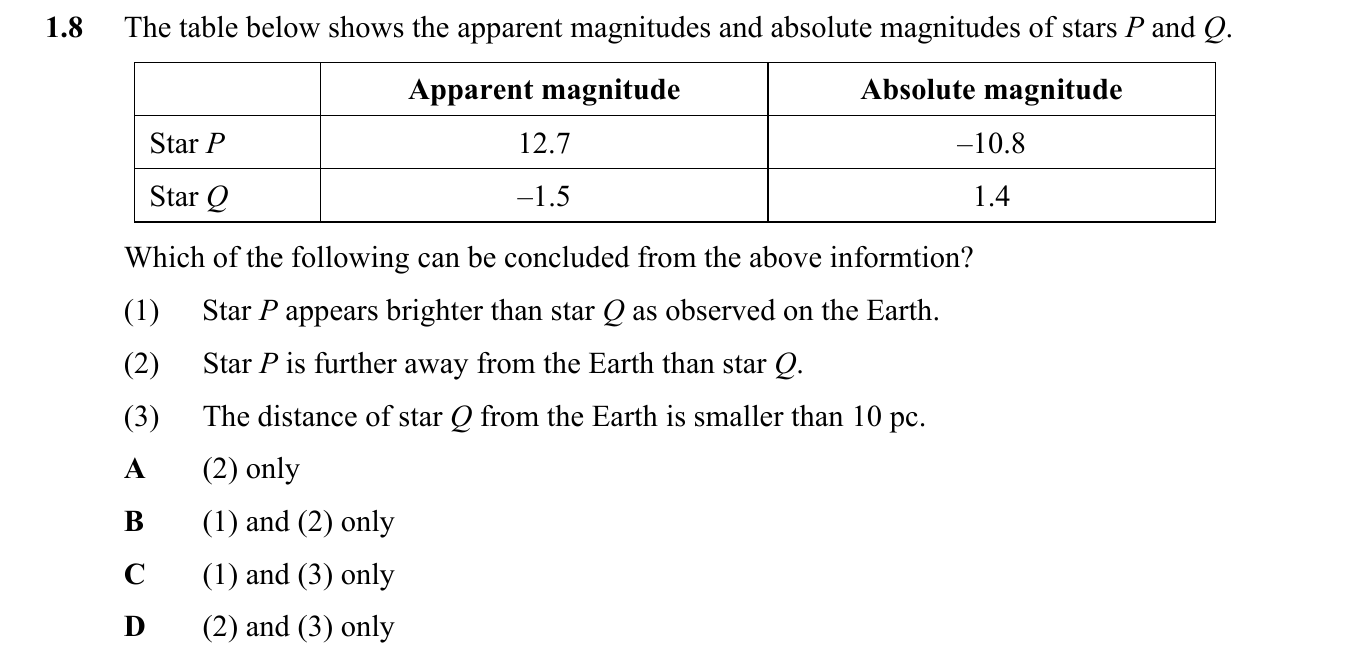 1.8 The table below shows the apparent magnitudes and absolute magnitudes of stars P and Q.
Apparent magnitude Absolute magnitude
Star P 12.7 –10.8
Star Q –1.5 1.4
Which of the following can be concluded from the above informtion?
(1) Star P appears brighter than star Q as observed on the Earth.
(2) Star P is further away from the Earth than star Q.
(3) The distance of star Q from the Earth is smaller than 10 pc.
A (2) only
B (1) and (2) only
C (1) and (3) only
D (2) and (3) only